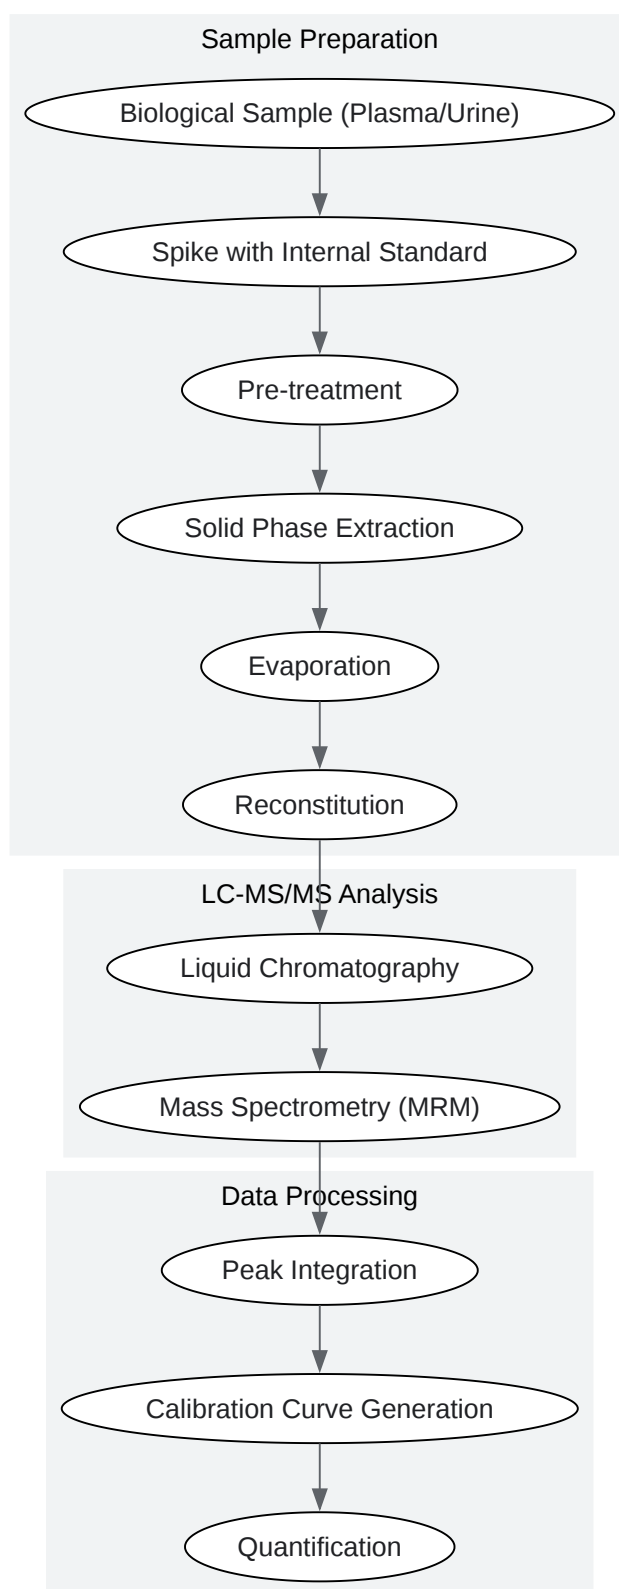 Sample Preparation
Biological Sample (Plasma/Urine)
Spike with Internal Standard
Pre-treatment
Solid Phase Extraction
Evaporation
Reconstitution
LC-MS/MS Analysis
Liquid Chromatography
Mass Spectrometry (MRM)
Data Processing
Peak Integration
Calibration Curve Generation
Quantification